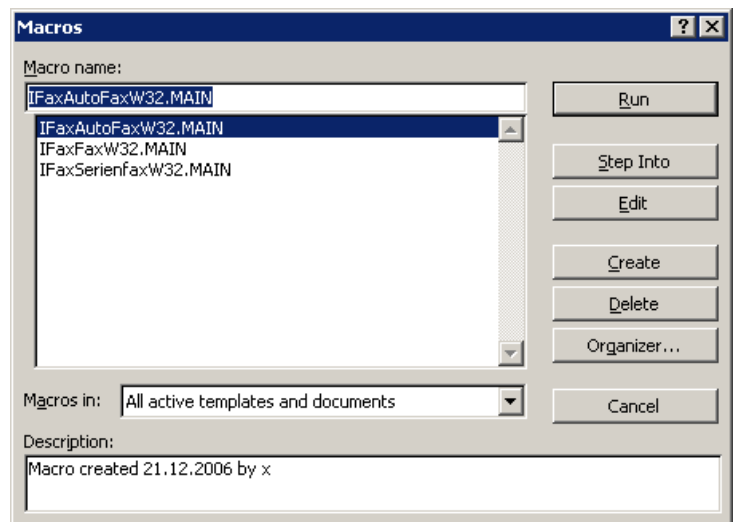 Macros
Macro name:
IFaxAutoFaxW32.MAIN
Run
IFaxAutoFaxW32.MAIN
IFaxFaxW32.MAIN
IFaxSerienfaxW32.MAIN
Step Into
Edit
Create
Delete
Organizer...
Macros in: All active templates and documents
Cancel
Description:
Macro created 21.12.2006 by x